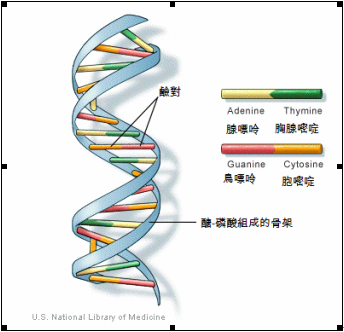 鹼對
Adenine Thymine
腺嘌呤 胸腺嘧啶
Guanine Cytosine
鳥嘌呤 胞嘧啶
醣-磷酸組成的骨架
U.S. National Library of Medicine